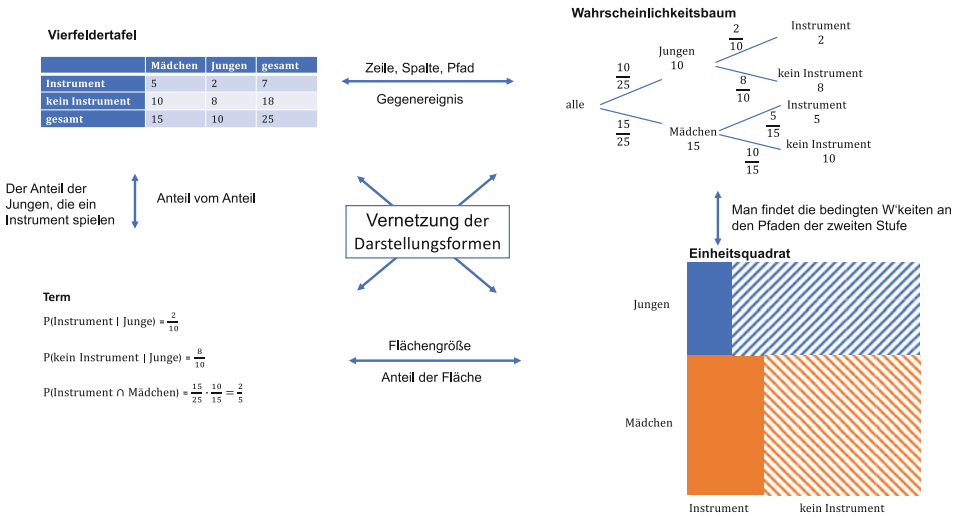 Vierfeldertafel
Mädchen Jungen gesamt
Instrument 5 2 7
kein Instrument 10 8 18
gesamt 15 10 25
Zeile, Spalte, Pfad
Gegenereignis
Wahrscheinlichkeitsbaum
alle
10/25
15/25
Jungen
10
Mädchen
15
2/10
8/10
5/15
10/15
Instrument
2
kein Instrument
8
Instrument
5
kein Instrument
10
Der Anteil der
Jungen, die ein
Instrument spielen
Anteil vom Anteil
Vernetzung der
Darstellungsformen
Man findet die bedingten W'keiten an
den Pfaden der zweiten Stufe
Term
P(Instrument | Junge) = 2/10
P(kein Instrument | Junge) = 8/10
P(Instrument ∩ Mädchen) = 15/25 · 10/15 = 2/5
Flächengröße
Anteil der Fläche
Einheitsquadrat
Jungen
Mädchen
Instrument kein Instrument